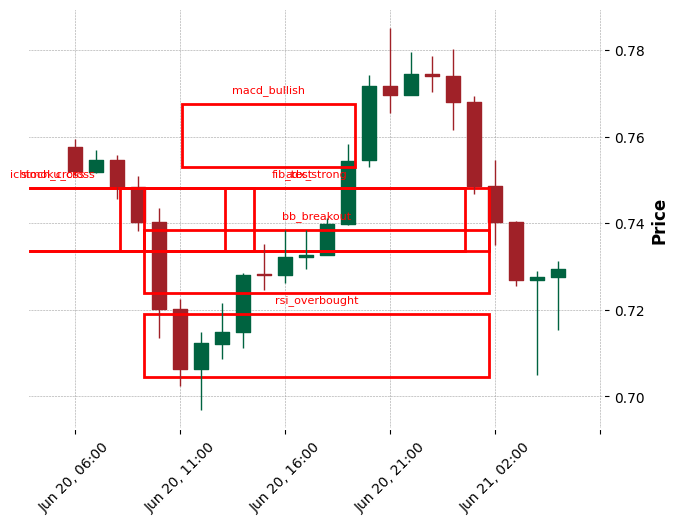 macd_bullish
bb_breakout
rsi_overbought
0.78
0.76
0.74
0.72
0.70
Price
Jun 20, 06:00
Jun 20, 11:00
Jun 20, 16:00
Jun 20, 21:00
Jun 21, 02:00